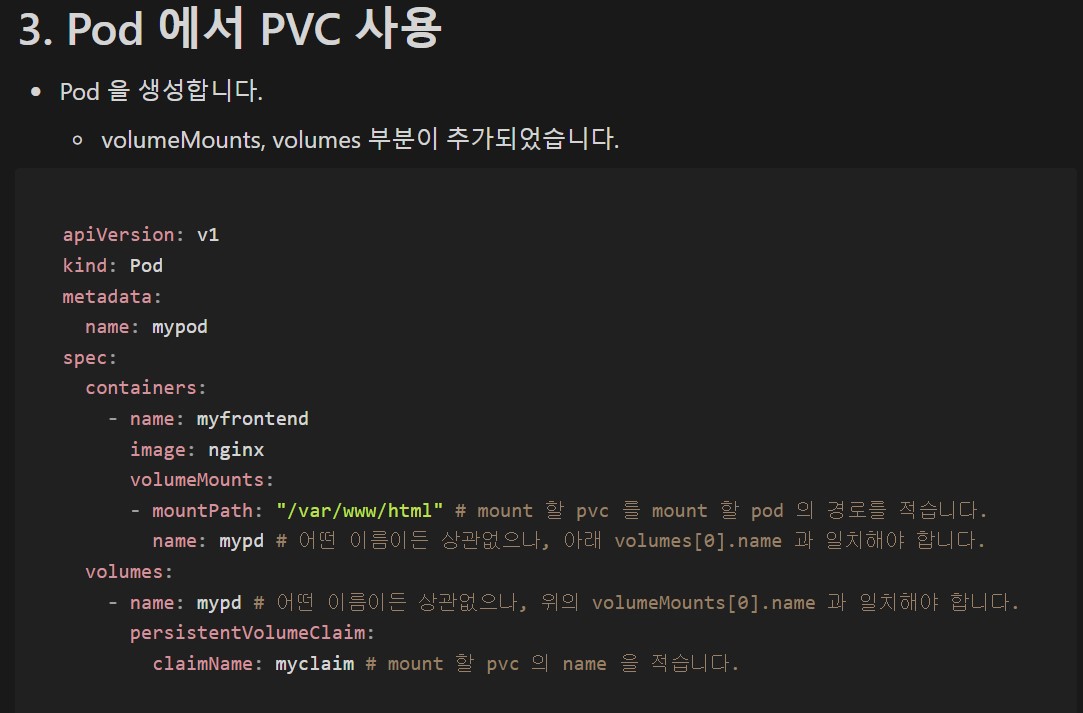 3. Pod 에서 PVC 사용
• Pod 을 생성합니다.
◦ volumeMounts, volumes 부분이 추가되었습니다.
apiVersion: v1
kind: Pod
metadata:
  name: mypod
spec:
  containers:
    - name: myfrontend
      image: nginx
      volumeMounts:
      - mountPath: "/var/www/html" # mount 할 pvc 를 mount 할 pod 의 경로를 적습니다.
        name: mypd # 어떤 이름이든 상관없으나, 아래 volumes[0].name 과 일치해야 합니다.
  volumes:
    - name: mypd # 어떤 이름이든 상관없으나, 위의 volumeMounts[0].name 과 일치해야 합니다.
      persistentVolumeClaim:
        claimName: myclaim # mount 할 pvc 의 name 을 적습니다.